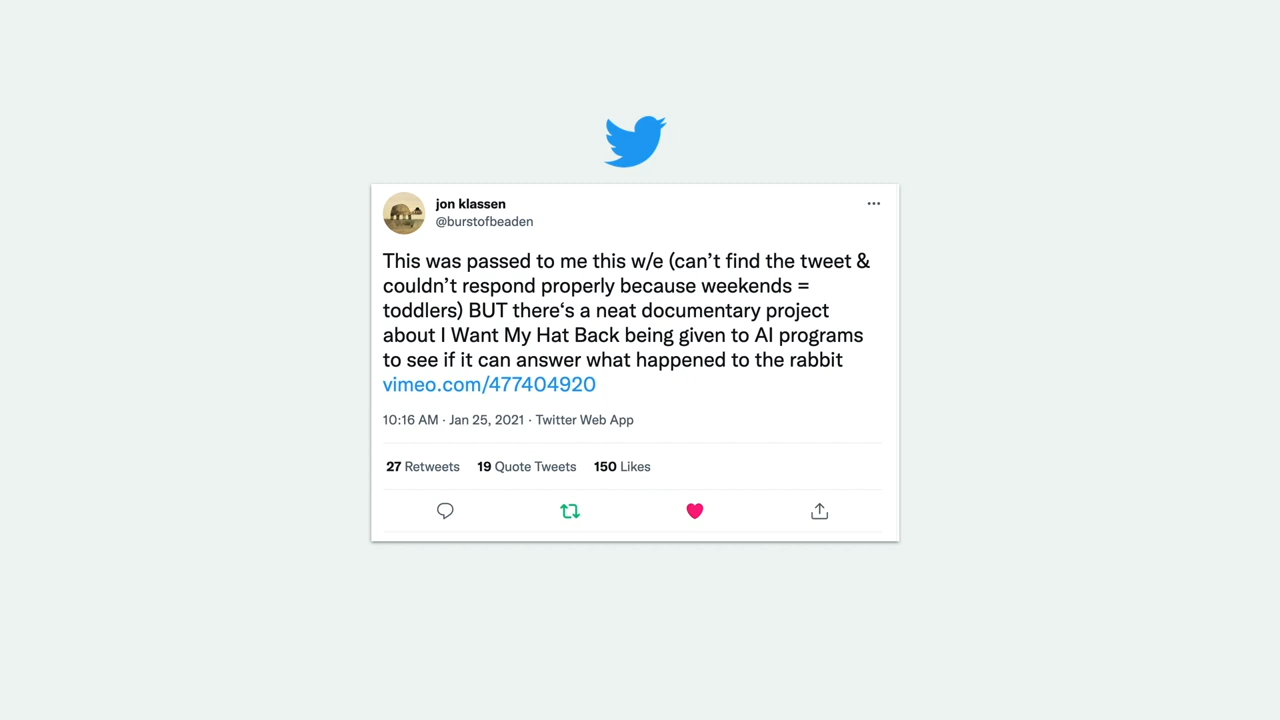 jon klassen
@burstofbeaden
This was passed to me this w/e (can’t find the tweet &
couldn’t respond properly because weekends =
toddlers) BUT there‘s a neat documentary project
about I Want My Hat Back being given to AI programs
to see if it can answer what happened to the rabbit
vimeo.com/477404920
10:16 AM · Jan 25, 2021 · Twitter Web App
27 Retweets 19 Quote Tweets 150 Likes